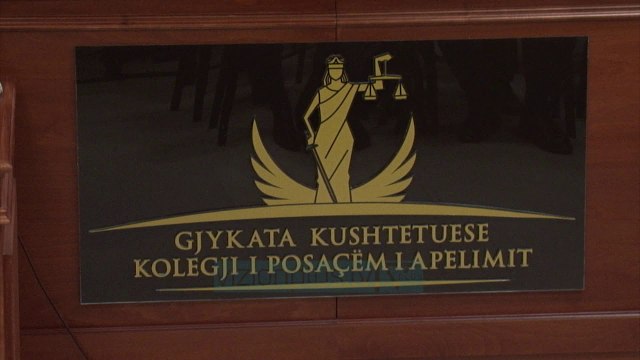 GJYKATA KUSHTETUESE
KOLEGJI I POSAÇËM I APELIMIT